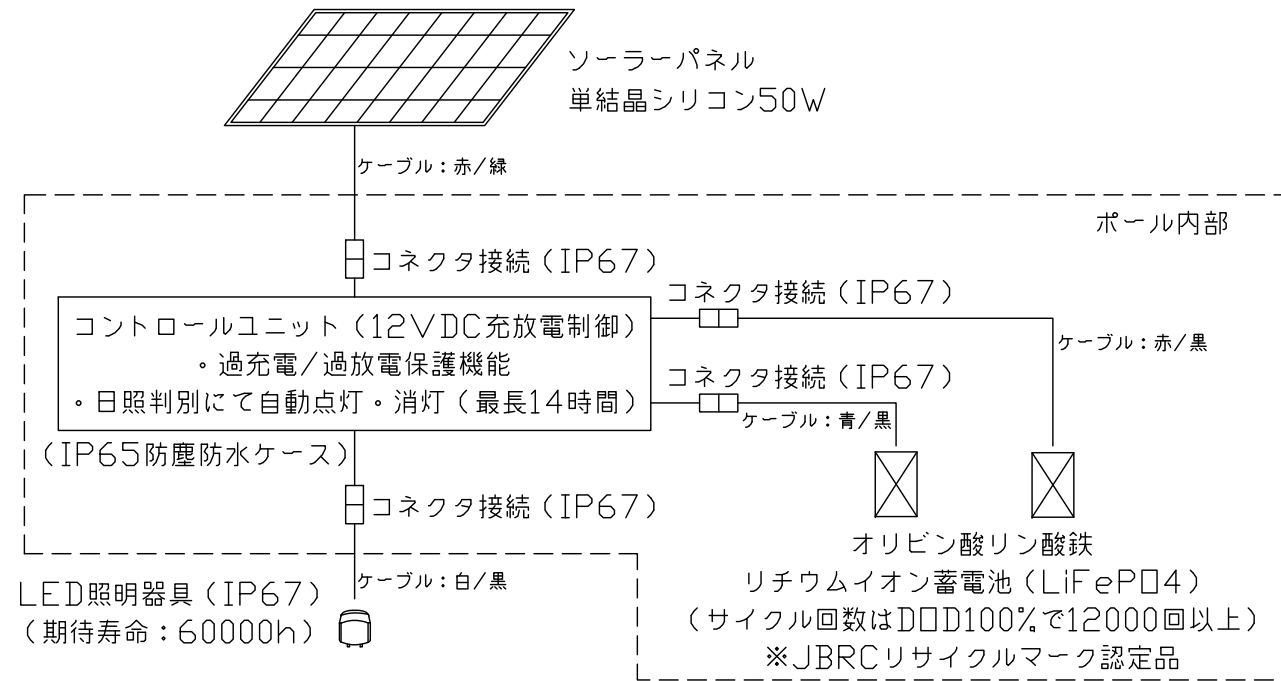 ソーラーパネル
単結晶シリコン50W
ケーブル：赤/緑
ポール内部
コネクタ接続（IP67）
コネクタ接続（IP67）
コントロールユニット（12VDC充放電制御）
・過充電/過放電保護機能
・日照判別にて自動点灯・消灯（最長14時間）
ケーブル：赤/黒
コネクタ接続（IP67）
ケーブル：青/黒
（IP65防塵防水ケース）
コネクタ接続（IP67）
オリビン酸リン酸鉄
リチウムイオン蓄電池（LiFePO4）
（サイクル回数はDOD100%で12000回以上）
※JBRCリサイクルマーク認定品
ケーブル：白/黒
LED照明器具（IP67）
（期待寿命：60000h）